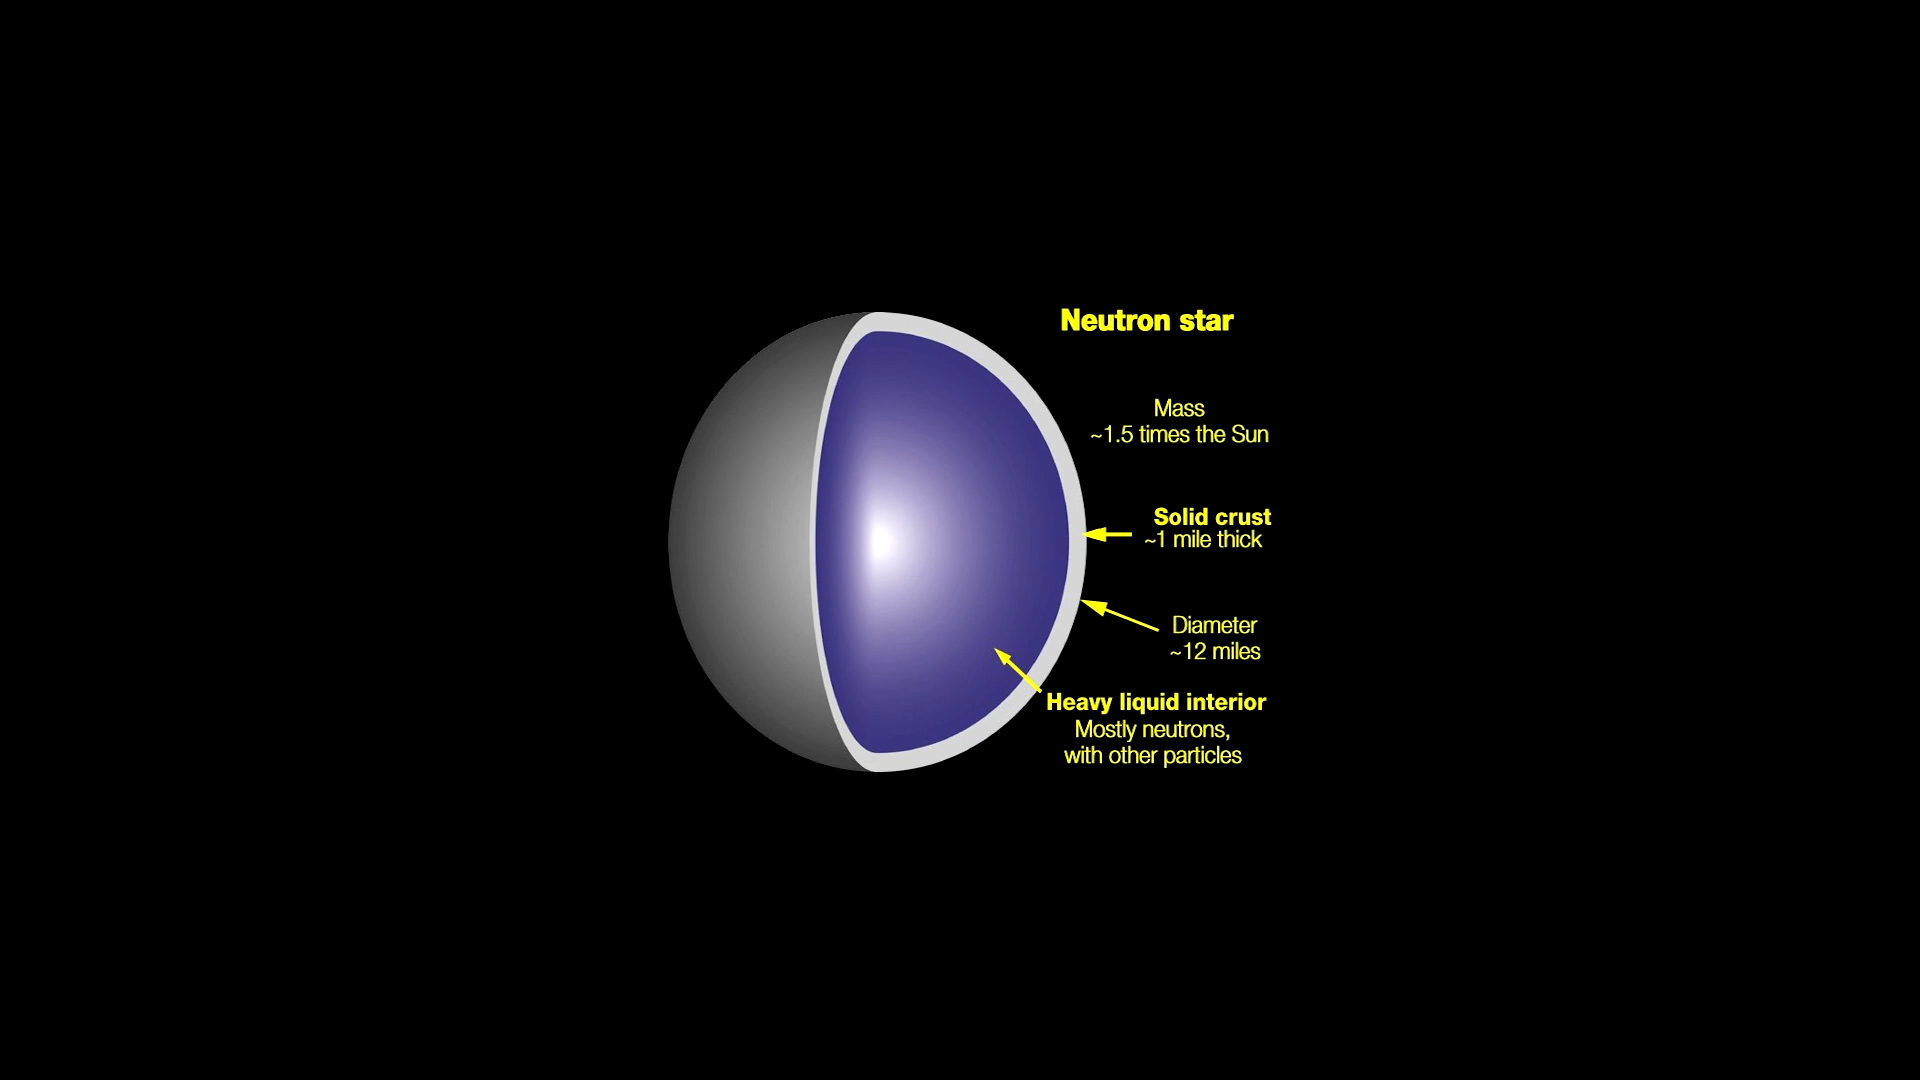 Neutron star
Mass
~1.5 times the Sun
Solid crust
~1 mile thick
Diameter
~12 miles
Heavy liquid interior
Mostly neutrons,
with other particles